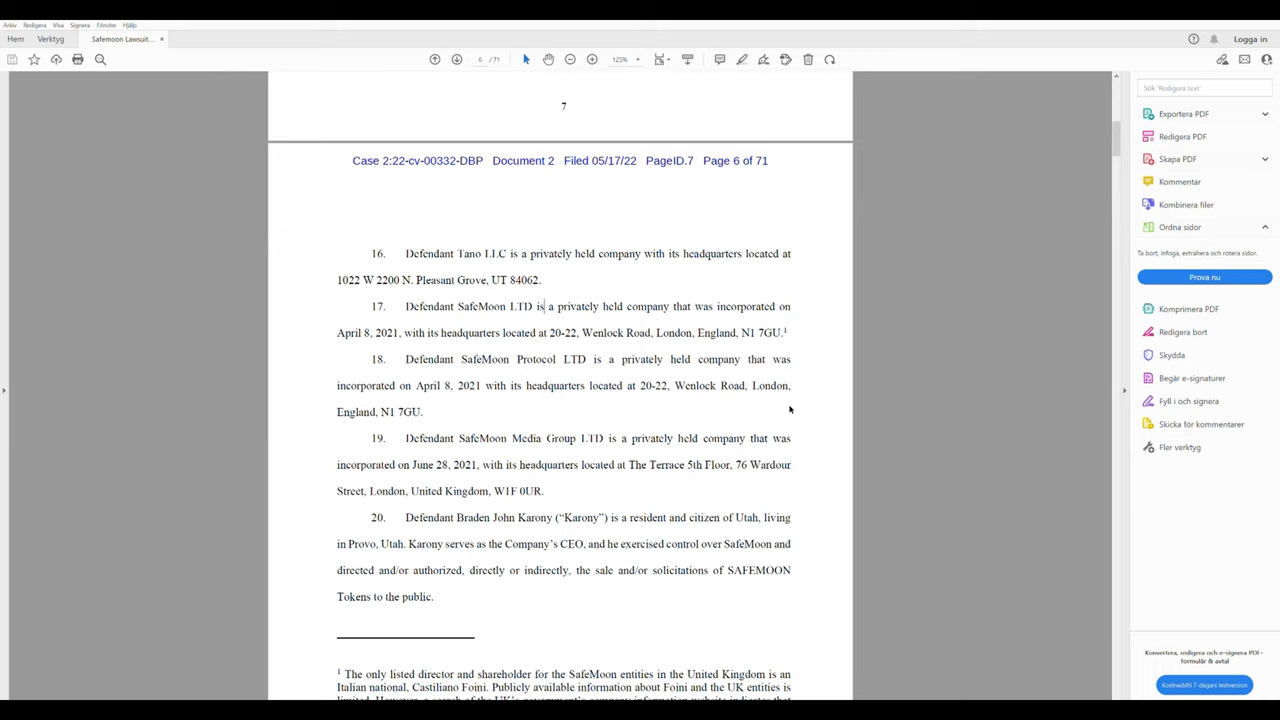 Arkiv Redigera Visa Signera Fönster Hjälp
Hem Verktyg Safemoon Lawsuit... × Logga in
6 / 71 125%
7
Case 2:22-cv-00332-DBP Document 2 Filed 05/17/22 PageID.7 Page 6 of 71
16. Defendant Tano LLC is a privately held company with its headquarters located at
1022 W 2200 N. Pleasant Grove, UT 84062.
17. Defendant SafeMoon LTD is a privately held company that was incorporated on
April 8, 2021, with its headquarters located at 20-22, Wenlock Road, London, England, N1 7GU.¹
18. Defendant SafeMoon Protocol LTD is a privately held company that was
incorporated on April 8, 2021 with its headquarters located at 20-22, Wenlock Road, London,
England, N1 7GU.
19. Defendant SafeMoon Media Group LTD is a privately held company that was
incorporated on June 28, 2021, with its headquarters located at The Terrace 5th Floor, 76 Wardour
Street, London, United Kingdom, W1F 0UR.
20. Defendant Braden John Karony (“Karony”) is a resident and citizen of Utah, living
in Provo, Utah. Karony serves as the Company’s CEO, and he exercised control over SafeMoon and
directed and/or authorized, directly or indirectly, the sale and/or solicitations of SAFEMOON
Tokens to the public.
¹ The only listed director and shareholder for the SafeMoon entities in the United Kingdom is an
Italian national, Castiliano Foini. Publicly available information about Foini and the UK entities is
limited. However, a search of the UK's government's company information website indicates that
Sök 'Redigera text'
Exportera PDF
Redigera PDF
Skapa PDF
Kommentar
Kombinera filer
Ordna sidor
Ta bort, infoga, extrahera och rotera sidor.
Prova nu
Komprimera PDF
Redigera bort
Skydda
Begär e-signaturer
Fyll i och signera
Skicka för kommentarer
Fler verktyg
Konvertera, redigera och e-signera PDF-
formulär & avtal
Kostnadsfri 7-dagars testversion